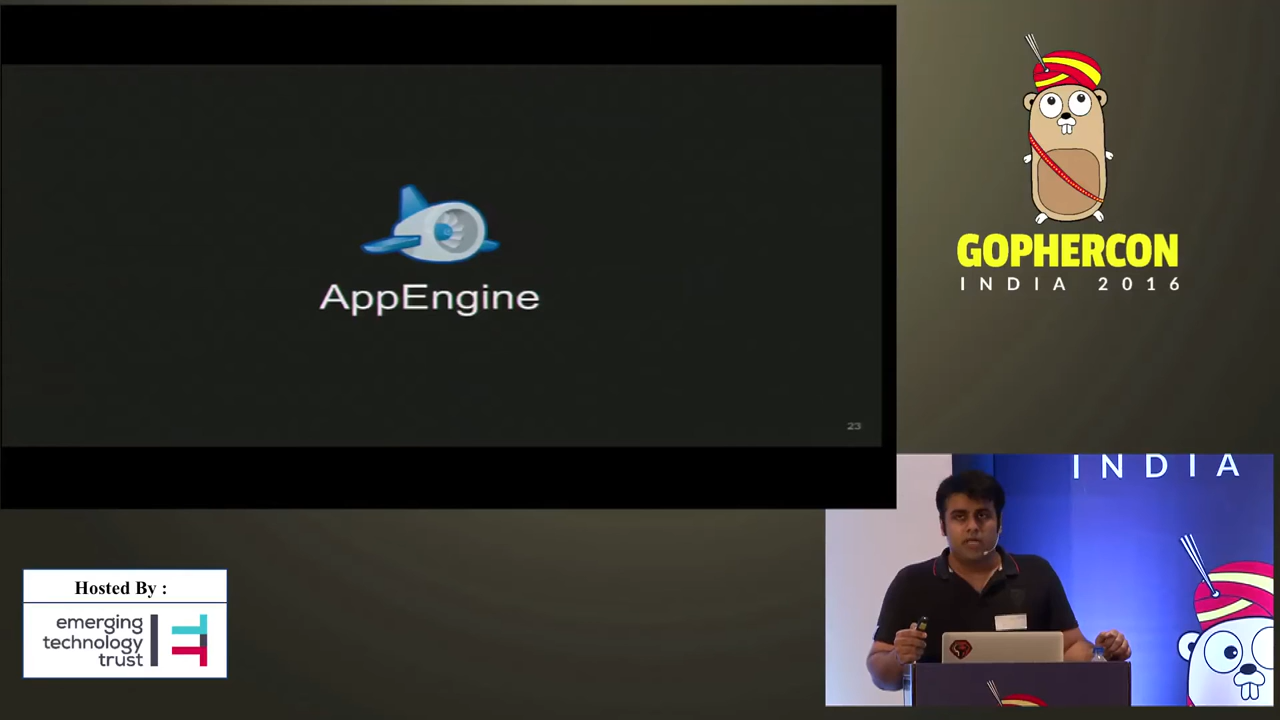 AppEngine
23
GOPHERCON
INDIA 2016
INDIA
Hosted By :
emerging
technology
trust